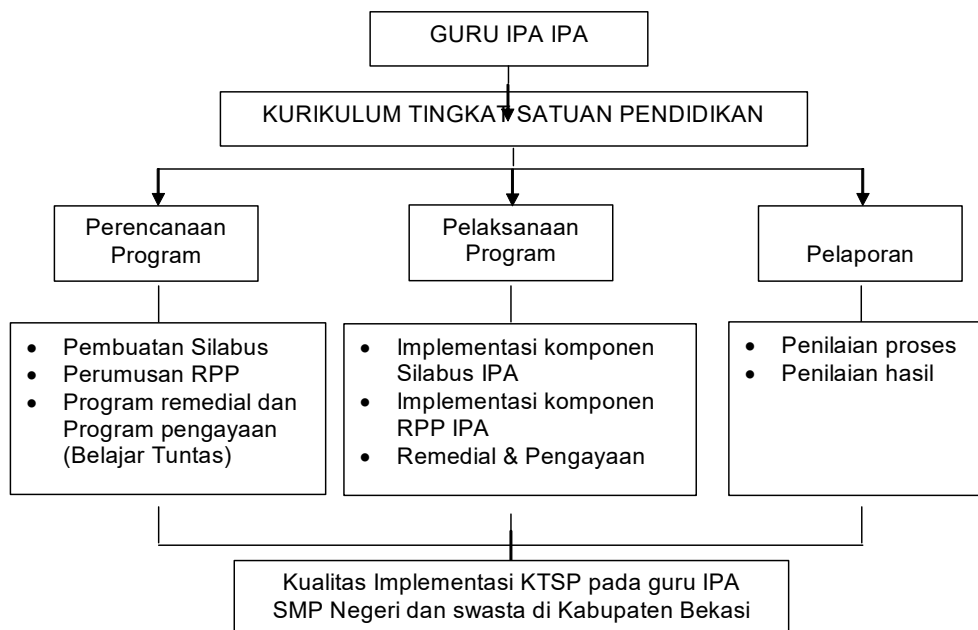 GURU IPA IPA
KURIKULUM TINGKAT SATUAN PENDIDIKAN
Perencanaan
Program
Pelaksanaan
Program
Pelaporan
• Pembuatan Silabus
• Perumusan RPP
• Program remedial dan
Program pengayaan
(Belajar Tuntas)
• Implementasi komponen
Silabus IPA
• Implementasi komponen
RPP IPA
• Remedial & Pengayaan
• Penilaian proses
• Penilaian hasil
Kualitas Implementasi KTSP pada guru IPA
SMP Negeri dan swasta di Kabupaten Bekasi